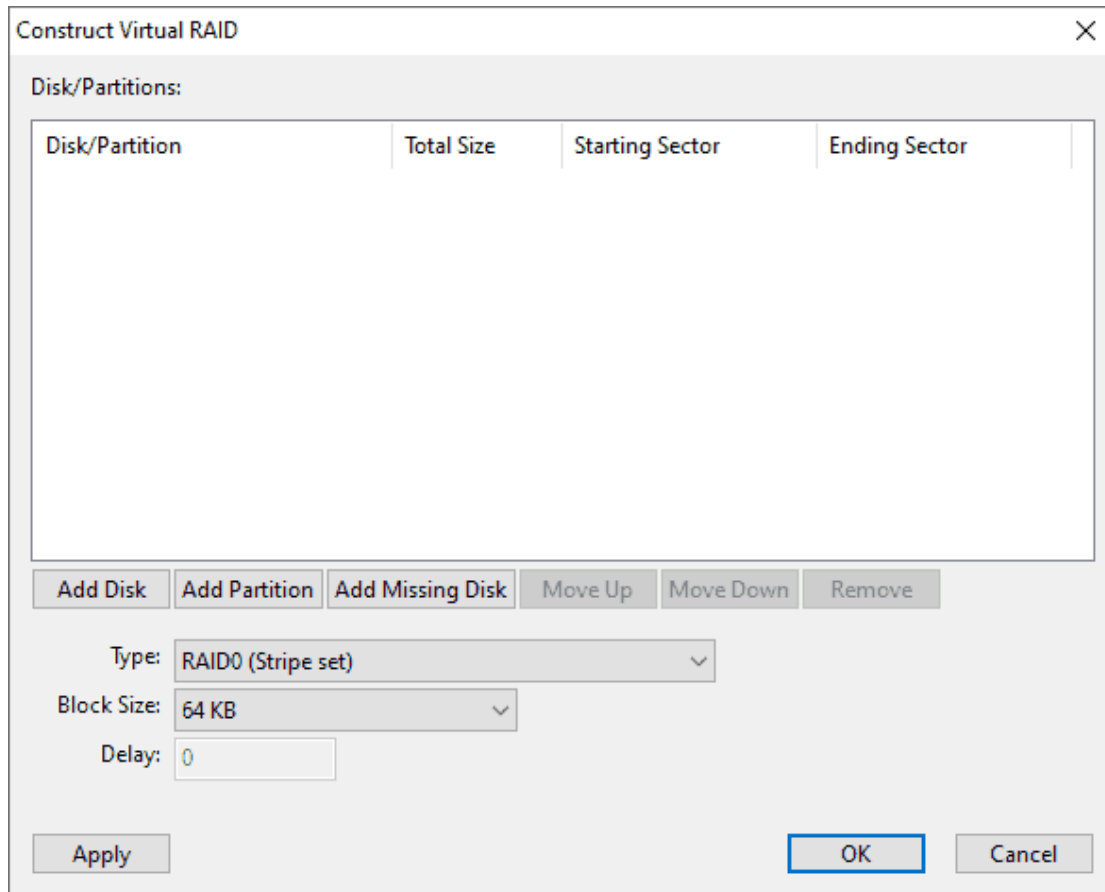 Construct Virtual RAID
Disk/Partitions:
Disk/Partition Total Size Starting Sector Ending Sector
Add Disk Add Partition Add Missing Disk Move Up Move Down Remove
Type: RAID0 (Stripe set)
Block Size: 64 KB
Delay: 0
Apply OK Cancel